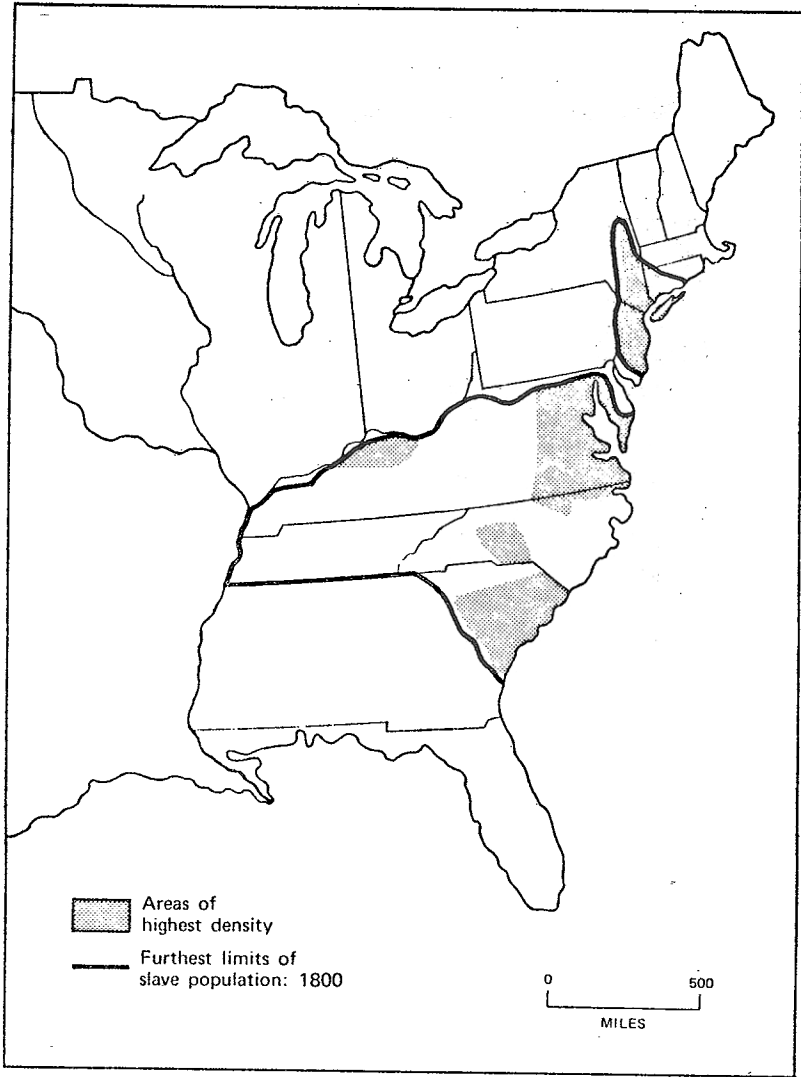 Areas of
highest density
Furthest limits of
slave population: 1800
0 500
MILES